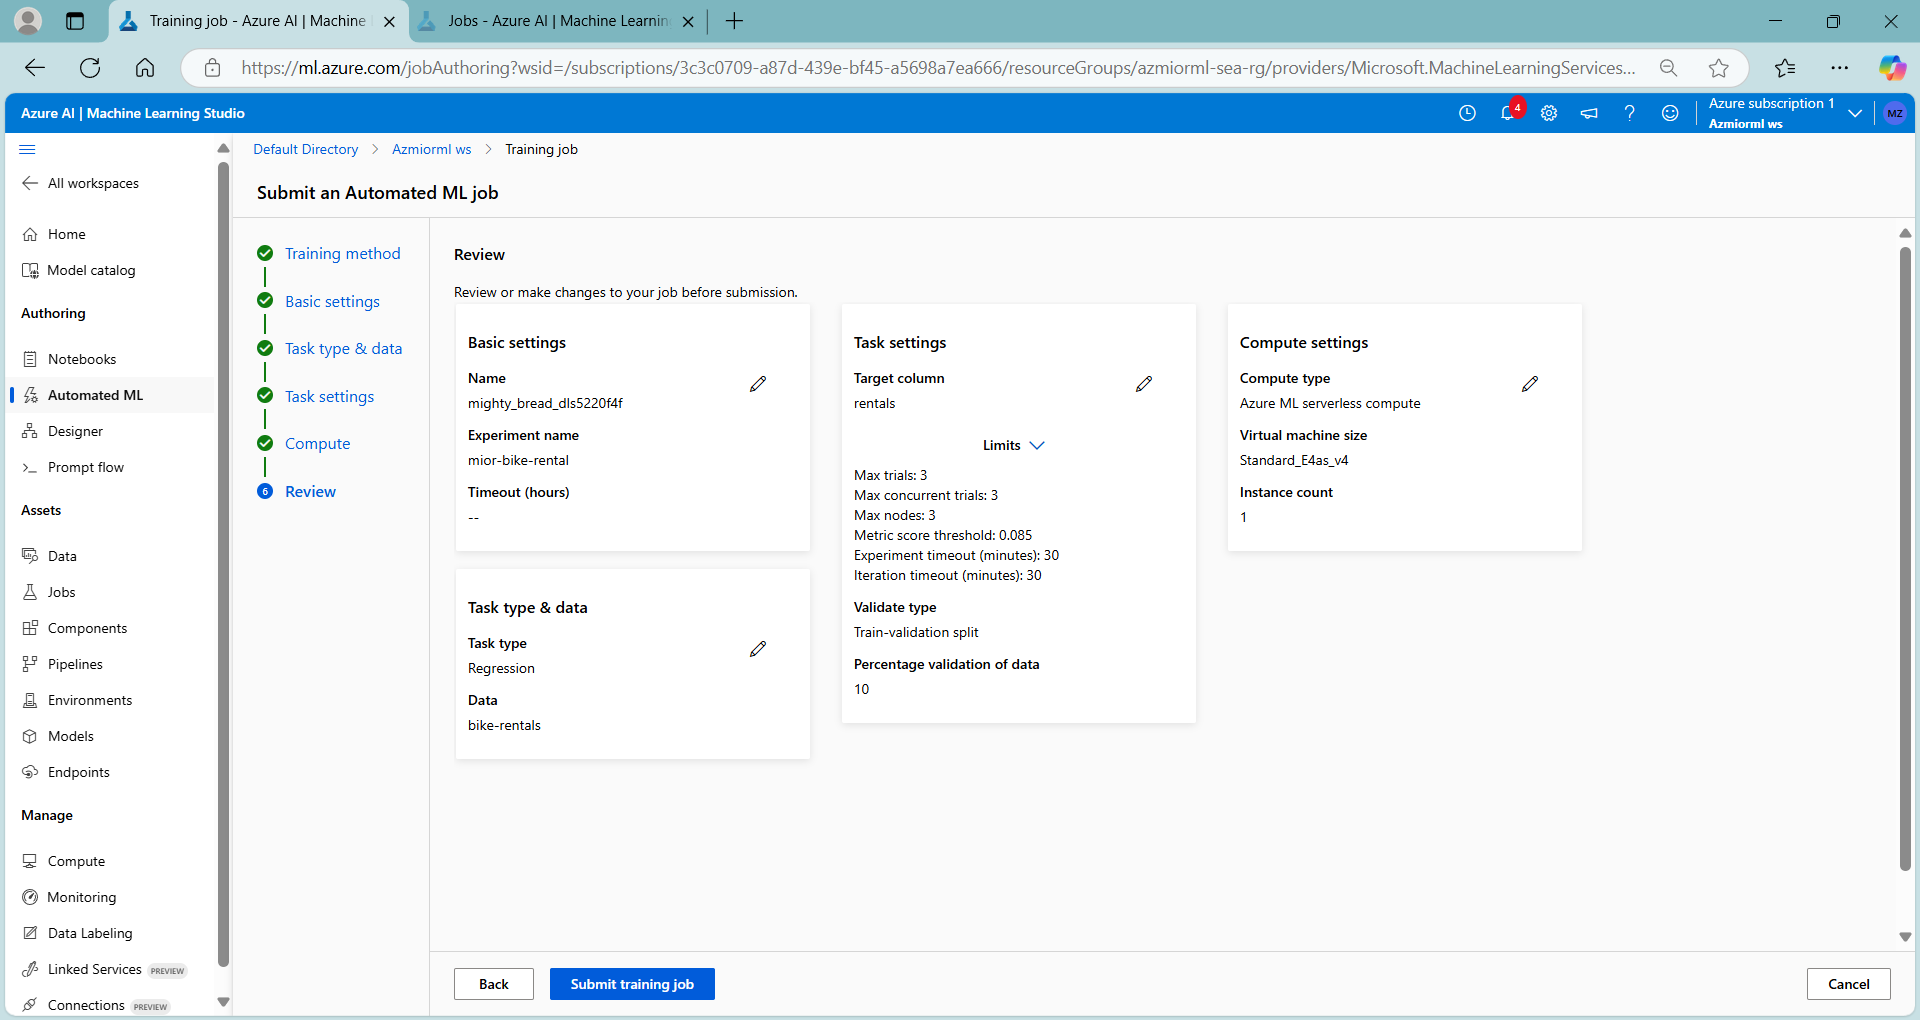 Training job - Azure AI | Machine
Jobs - Azure AI | Machine Learnin
https://ml.azure.com/jobAuthoring?wsid=/subscriptions/3c3c0709-a87d-439e-bf45-a5698a7ea666/resourceGroups/azmiorml-sea-rg/providers/Microsoft.MachineLearningServices...
Azure AI | Machine Learning Studio
4
Azure subscription 1
Azmiorml ws
MZ
All workspaces
Home
Model catalog
Authoring
Notebooks
Automated ML
Designer
Prompt flow
Assets
Data
Jobs
Components
Pipelines
Environments
Models
Endpoints
Manage
Compute
Monitoring
Data Labeling
Linked Services PREVIEW
Connections PREVIEW
Default Directory > Azmiorml ws > Training job
Submit an Automated ML job
Training method
Basic settings
Task type & data
Task settings
Compute
6 Review
Review
Review or make changes to your job before submission.
Basic settings
Name
mighty_bread_dls5220f4f
Experiment name
mior-bike-rental
Timeout (hours)
--
Task type & data
Task type
Regression
Data
bike-rentals
Task settings
Target column
rentals
Limits
Max trials: 3
Max concurrent trials: 3
Max nodes: 3
Metric score threshold: 0.085
Experiment timeout (minutes): 30
Iteration timeout (minutes): 30
Validate type
Train-validation split
Percentage validation of data
10
Compute settings
Compute type
Azure ML serverless compute
Virtual machine size
Standard_E4as_v4
Instance count
1
Back
Submit training job
Cancel